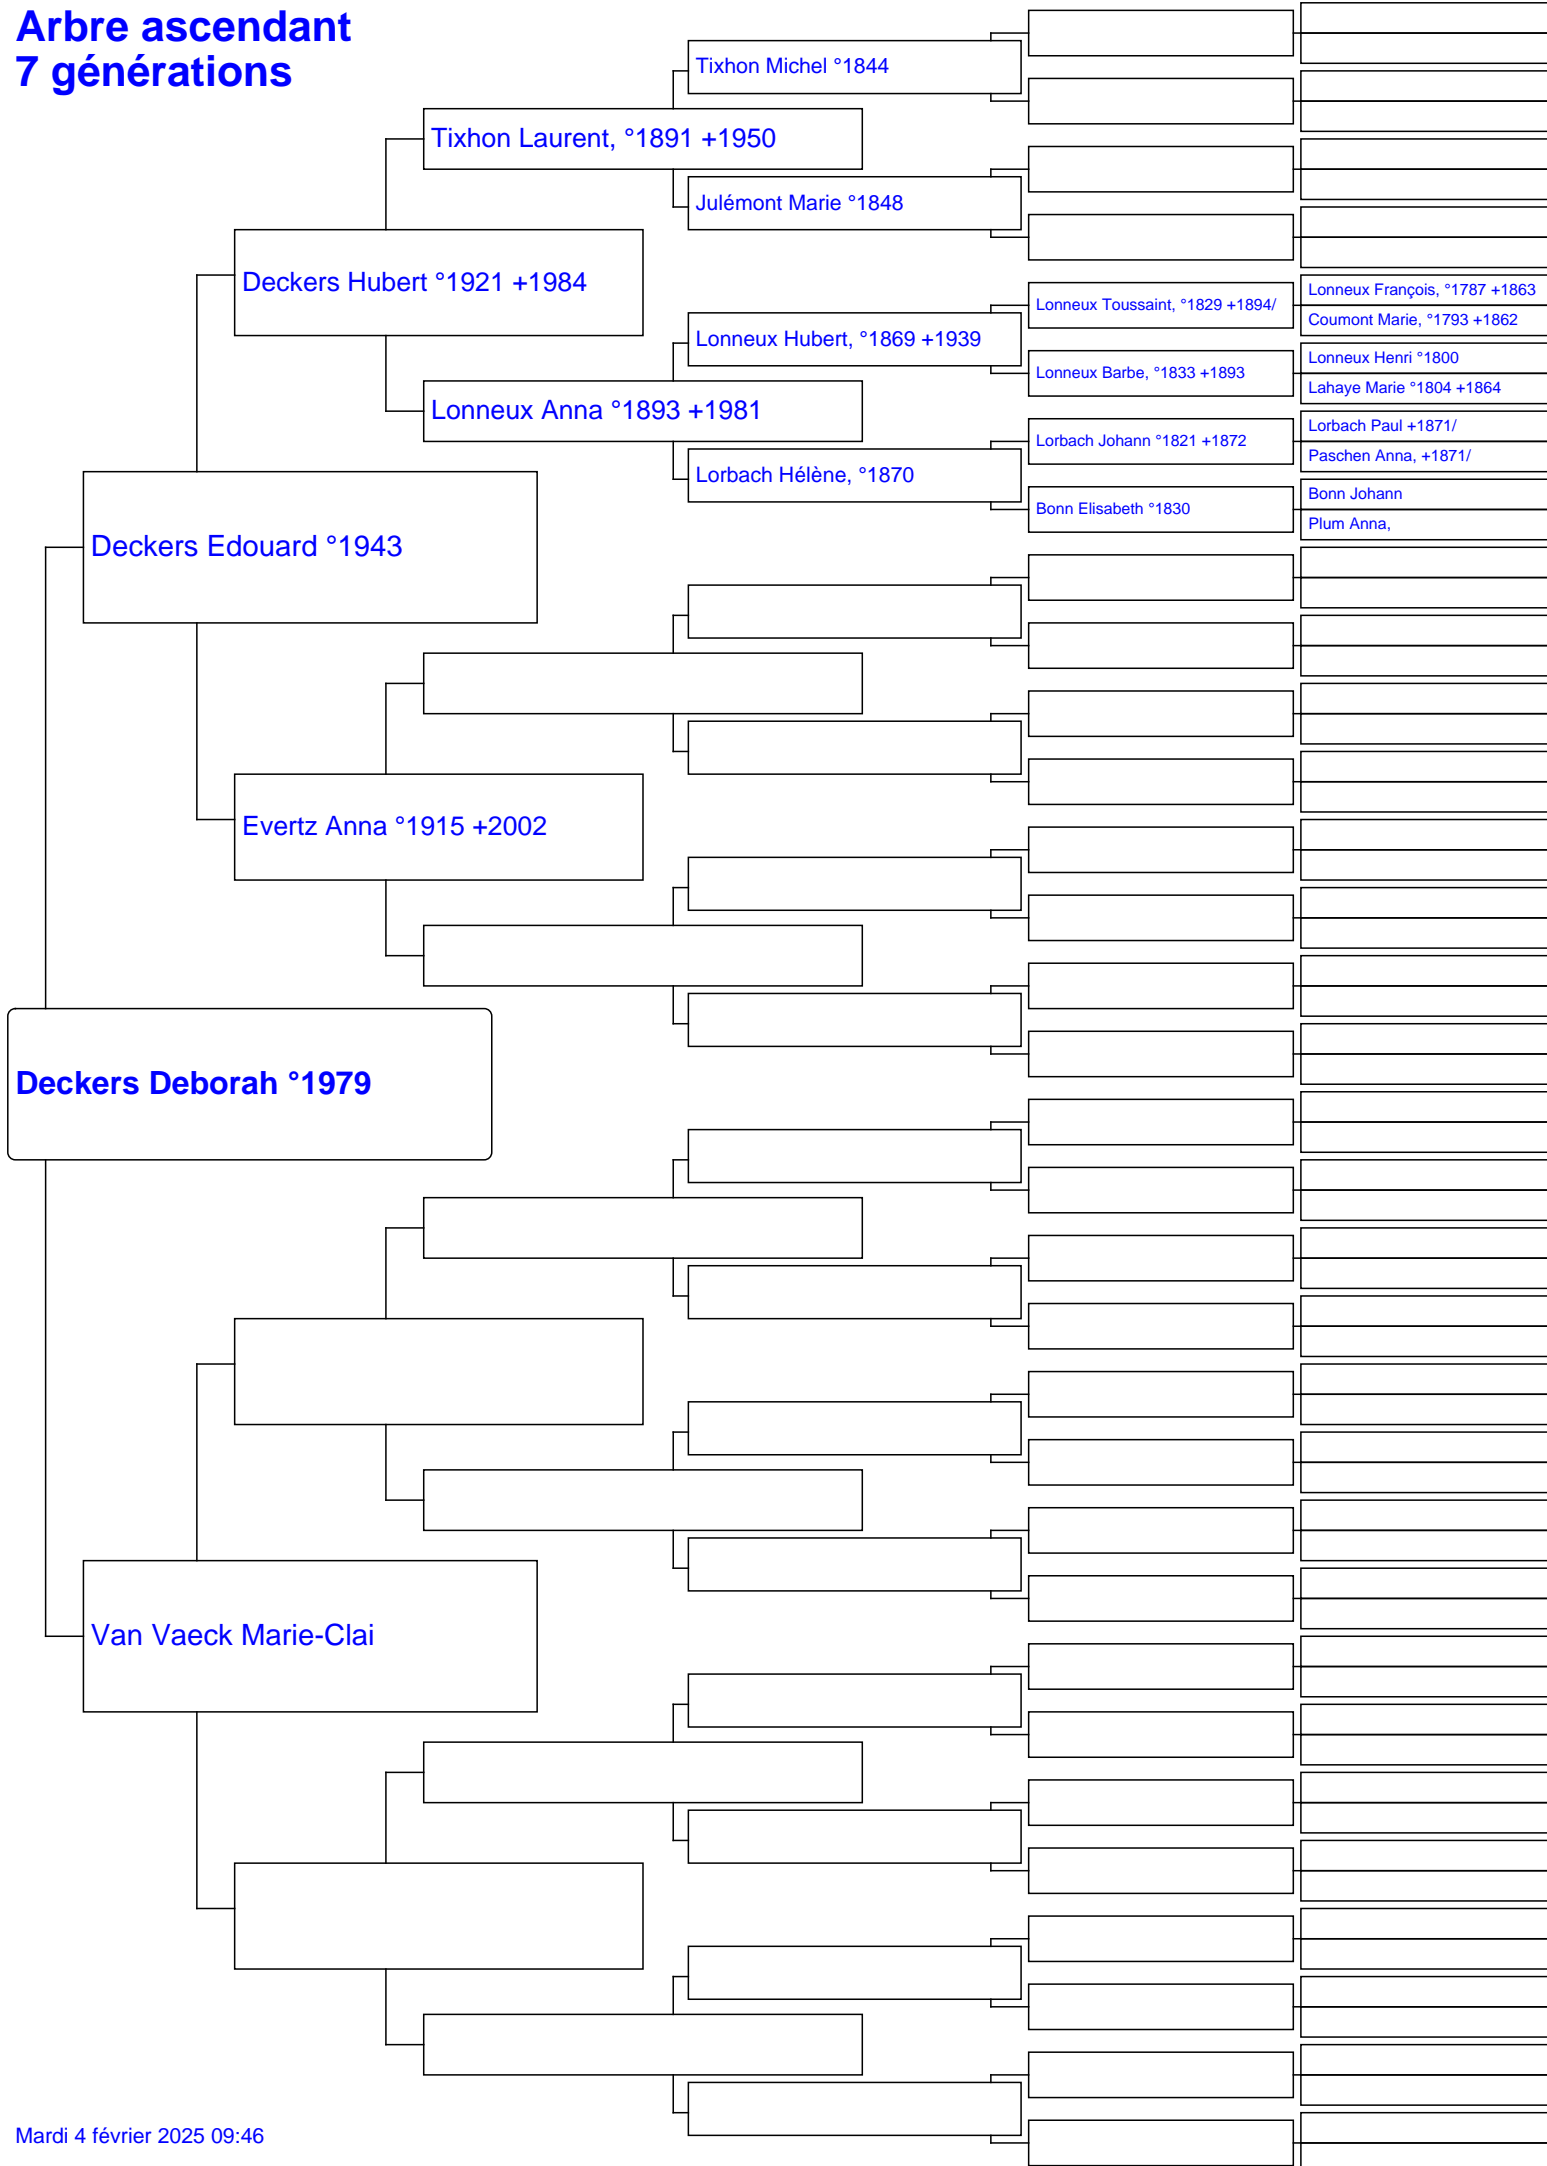 Arbre ascendant
7 générations
Tixhon Michel °1844
Tixhon Laurent, °1891 +1950
Julémont Marie °1848
Deckers Hubert °1921 +1984
Lonneux François, °1787 +1863
Lonneux Toussaint, °1829 +1894/
Coumont Marie, °1793 +1862
Lonneux Hubert, °1869 +1939
Lonneux Henri °1800
Lonneux Barbe, °1833 +1893
Lahaye Marie °1804 +1864
Lonneux Anna °1893 +1981
Lorbach Paul +1871/
Lorbach Johann °1821 +1872
Paschen Anna, +1871/
Lorbach Hélène, °1870
Bonn Johann
Bonn Elisabeth °1830
Plum Anna,
Deckers Edouard °1943
Evertz Anna °1915 +2002
Deckers Deborah °1979
Van Vaeck Marie-Clai
Mardi 4 février 2025 09:46